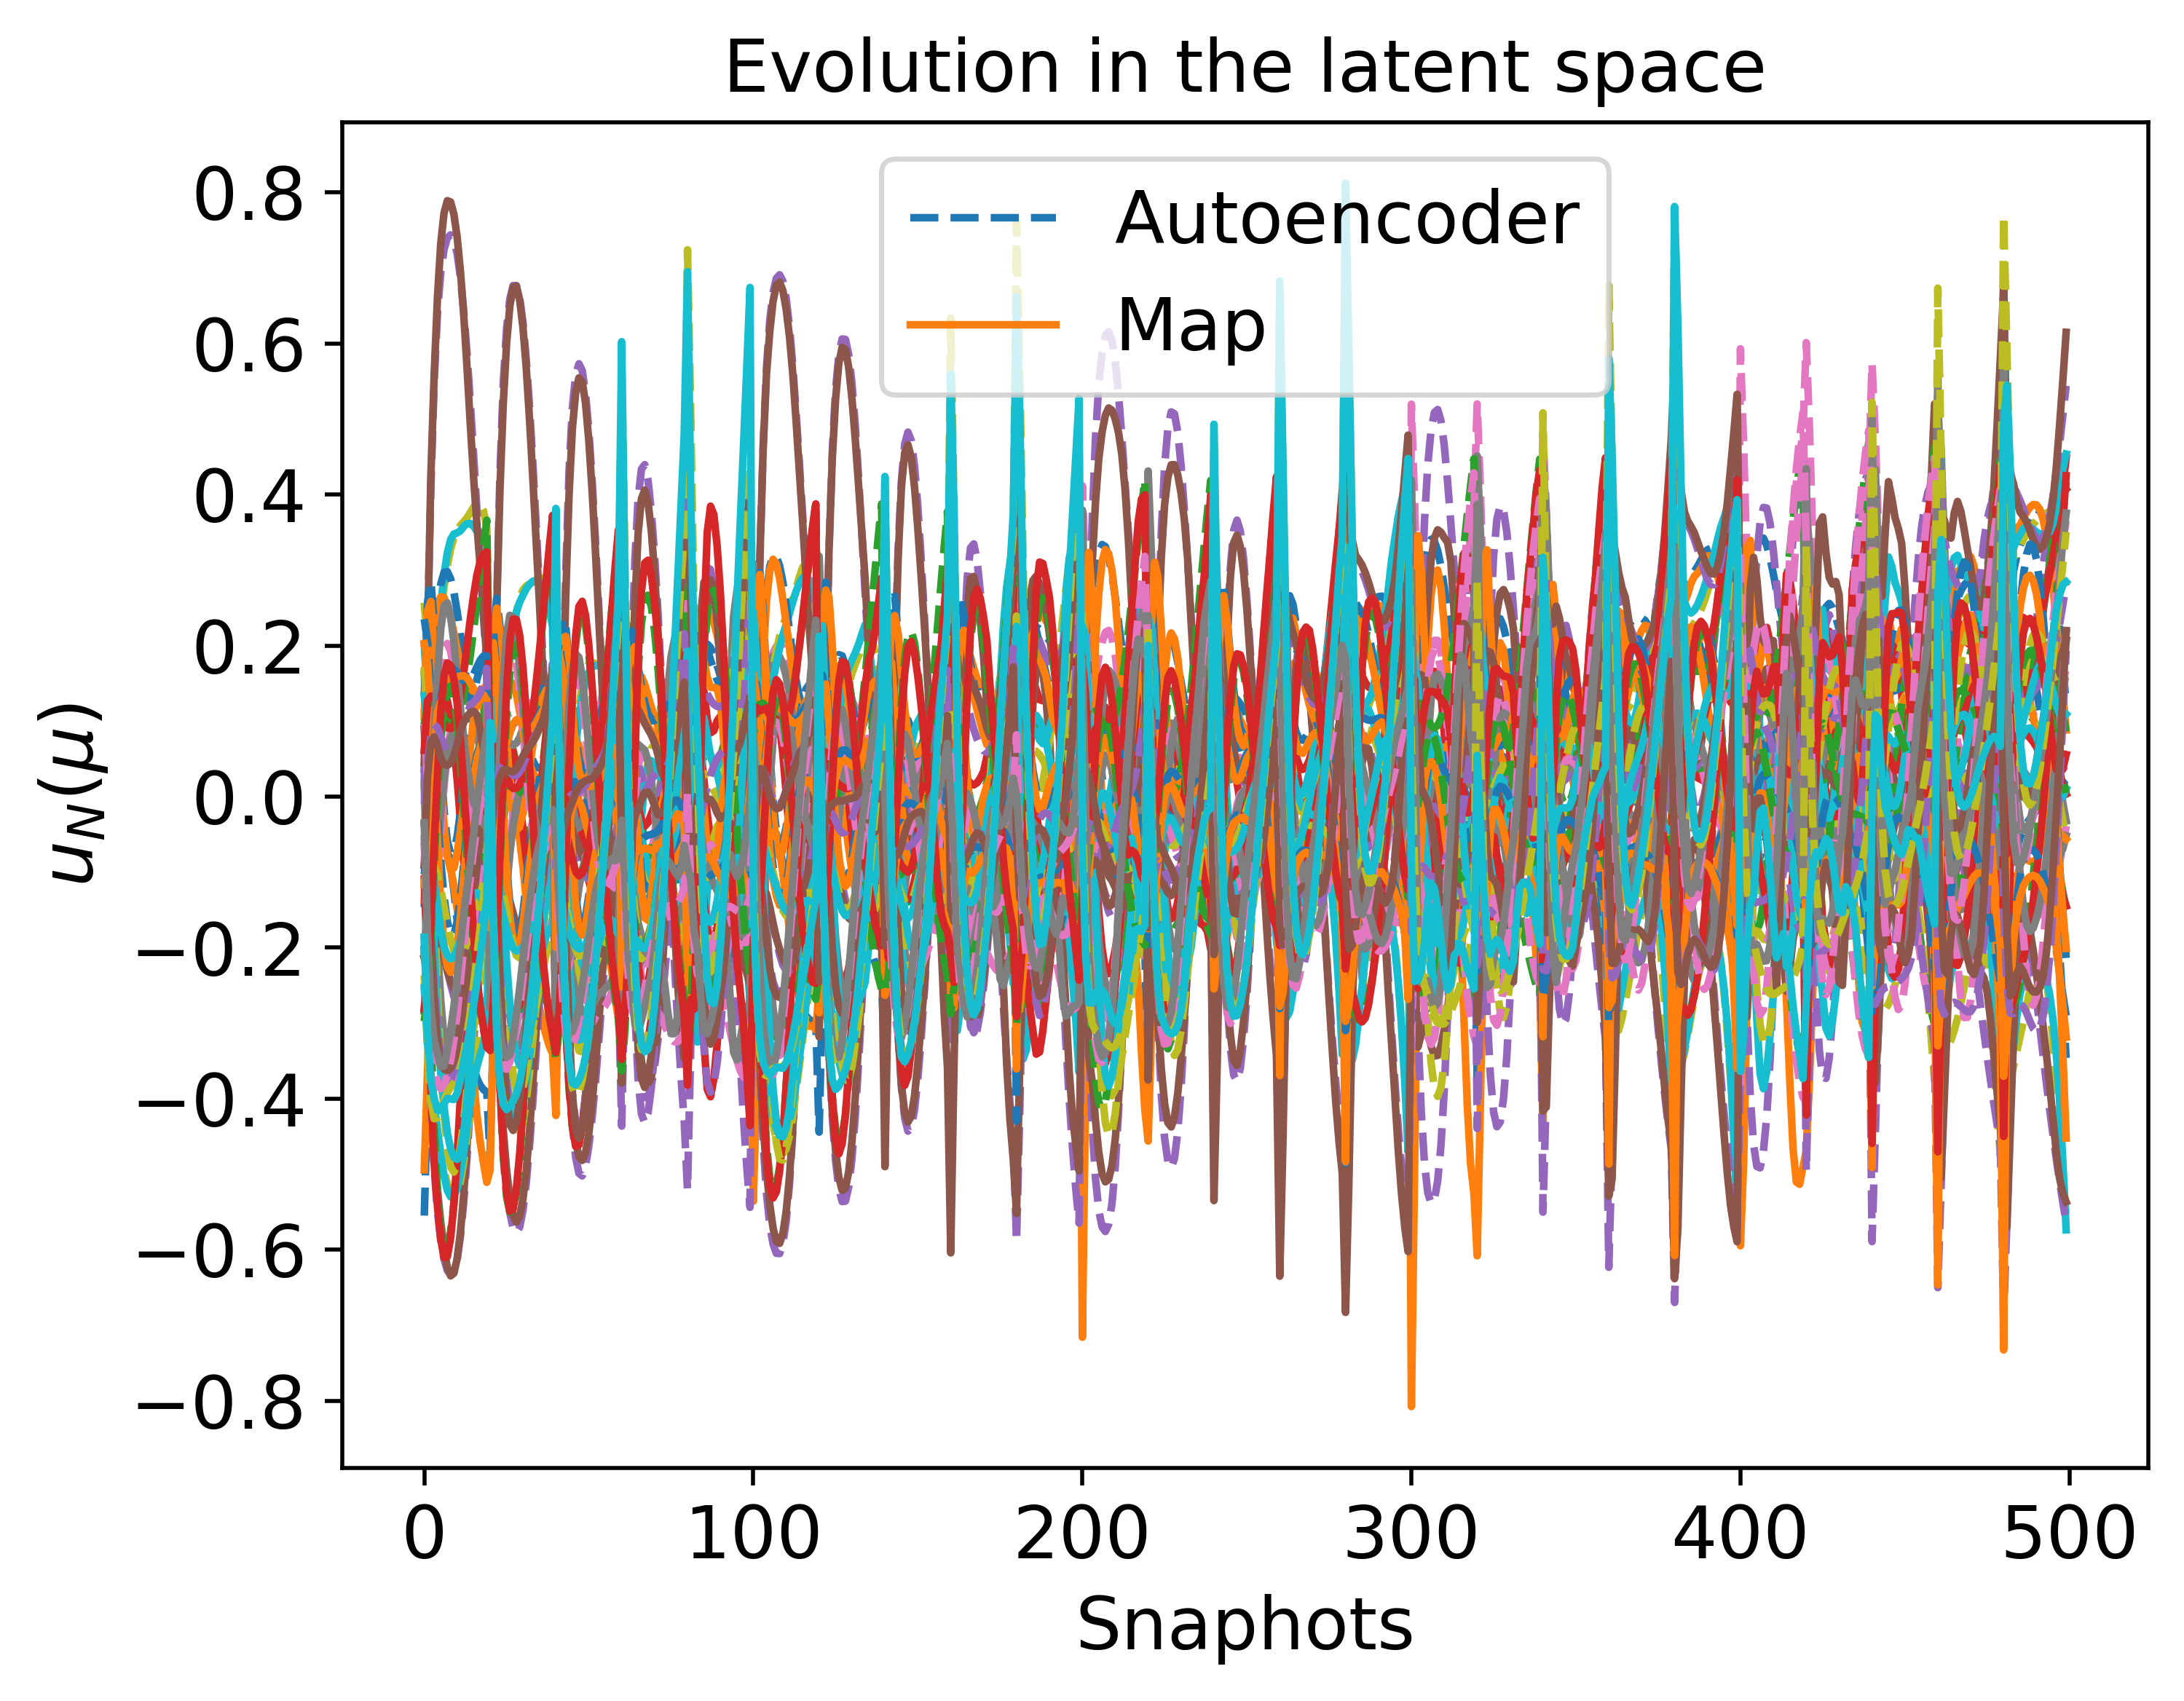 Evolution in the latent space
Autoencoder
Map
0.8
0.6
0.4
0.2
0.0
−0.2
−0.4
−0.6
−0.8
u_N(μ)
0 100 200 300 400 500
Snaphots